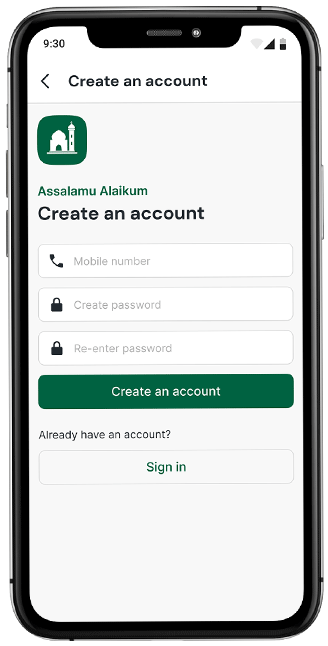 9:30
Create an account
Assalamu Alaikum
Create an account
Mobile number
Create password
Re-enter password
Create an account
Already have an account?
Sign in